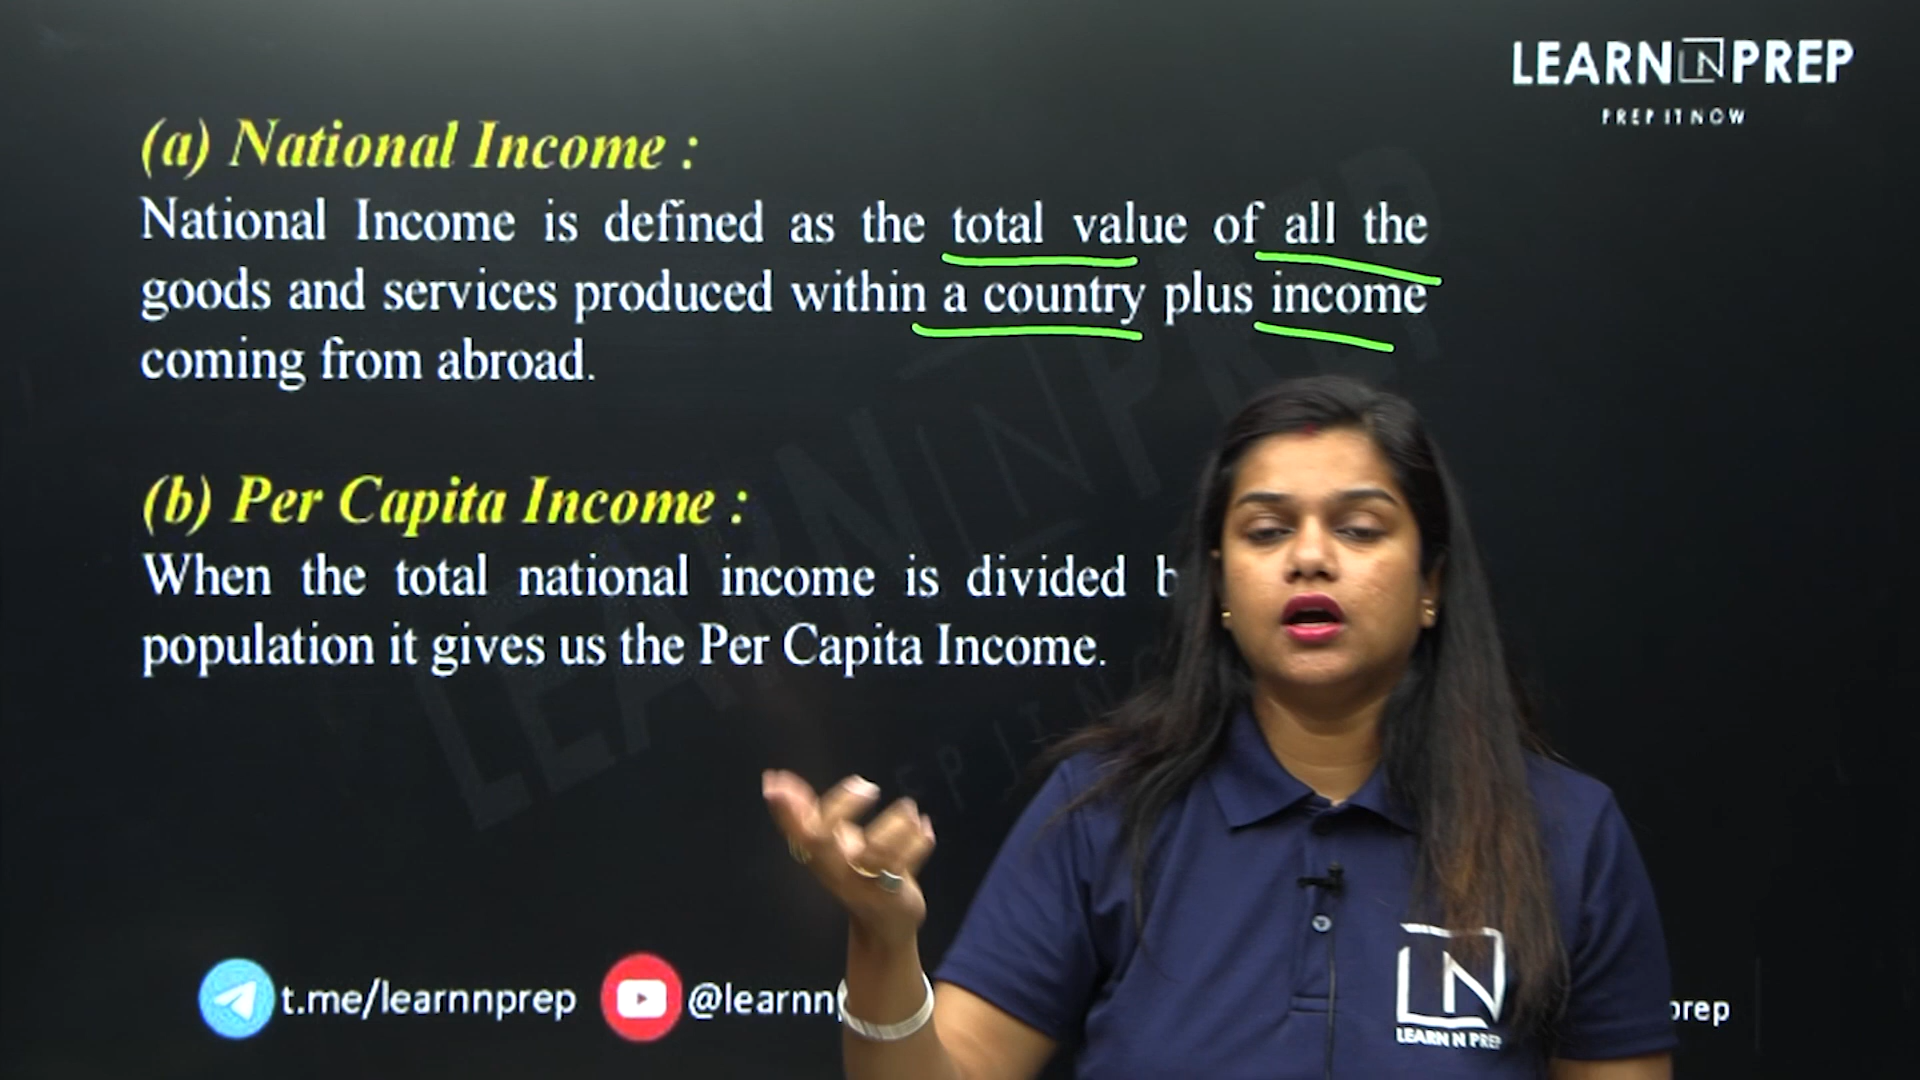 LEARN N PREP
PREP IT NOW
(a) National Income :
National Income is defined as the total value of all the
goods and services produced within a country plus income
coming from abroad.
(b) Per Capita Income :
When the total national income is divided
population it gives us the Per Capita Income.
t.me/learnnprep
LEARN N PREP